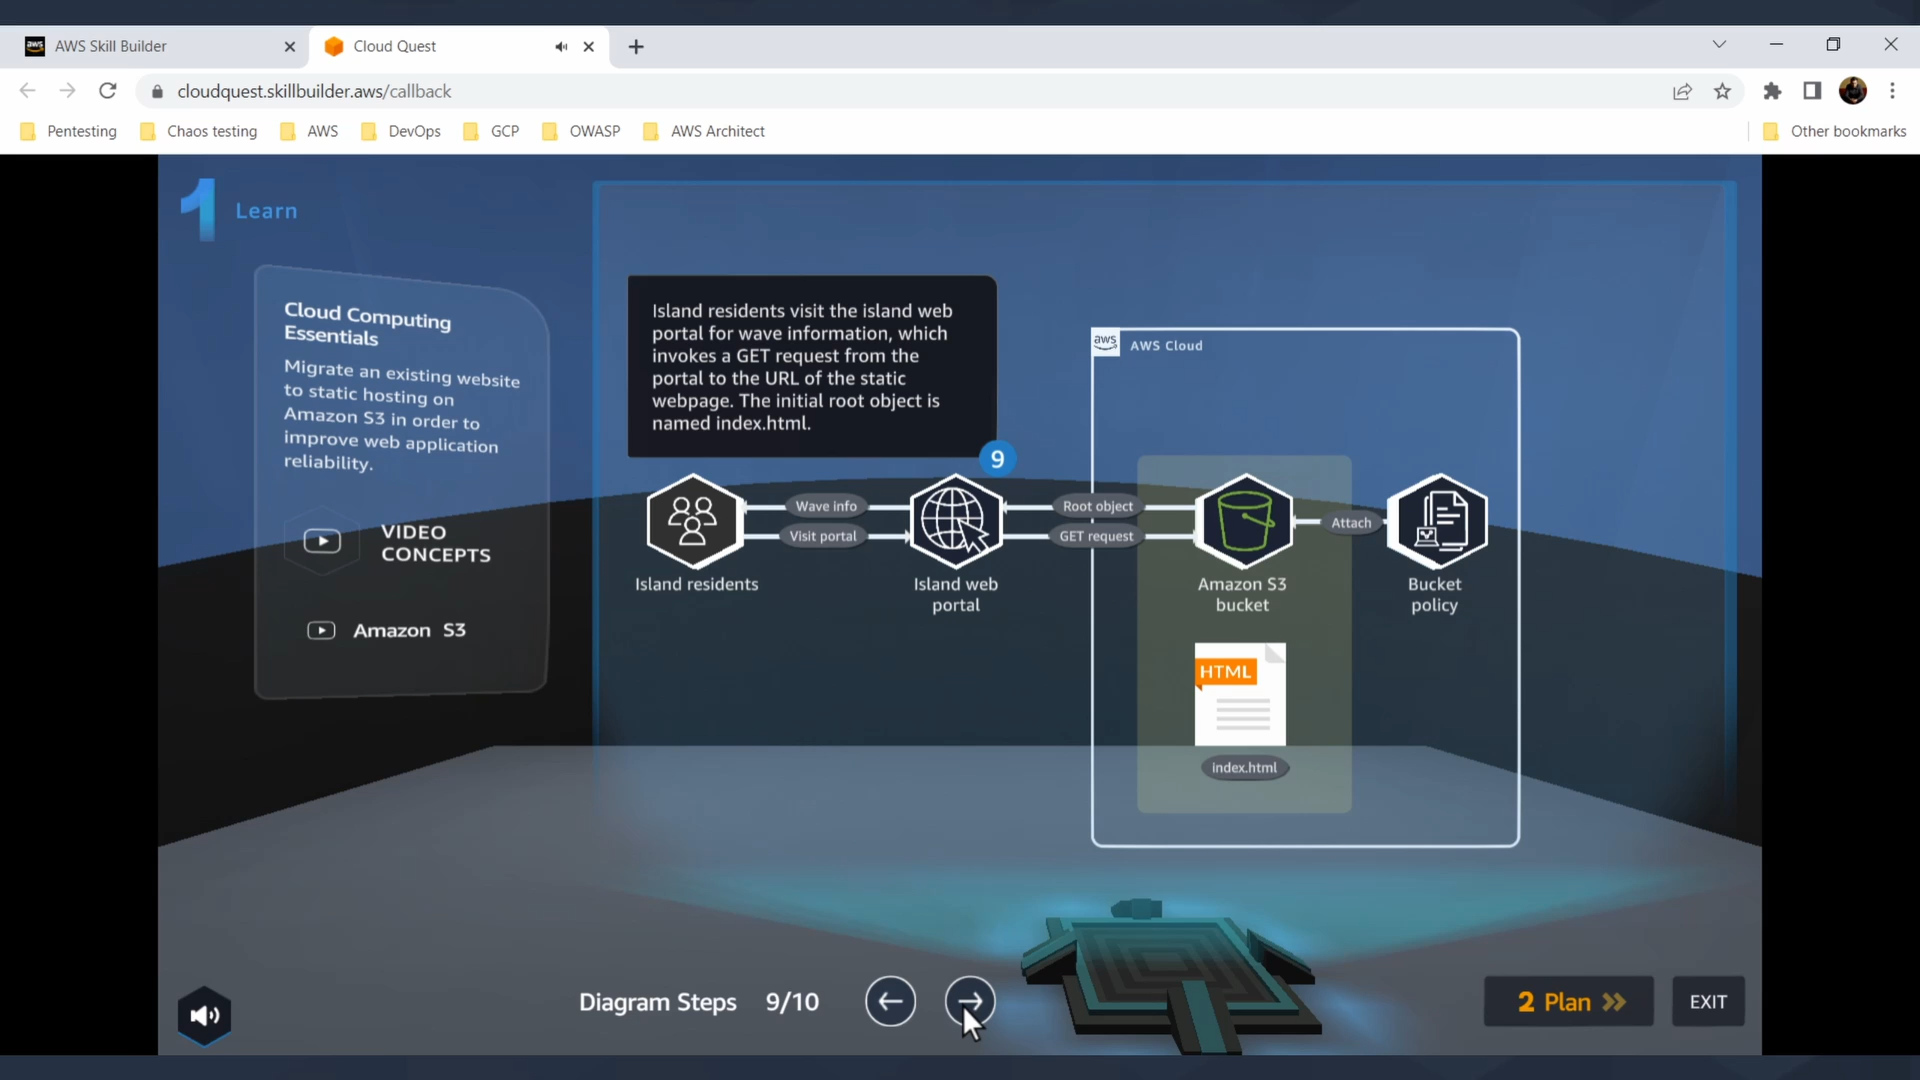 aws
AWS Skill Builder
Cloud Quest
cloudquest.skillbuilder.aws/callback
Pentesting
Chaos testing
AWS
DevOps
GCP
OWASP
AWS Architect
Other bookmarks
1 Learn
Cloud Computing
Essentials
Migrate an existing website
to static hosting on
Amazon S3 in order to
improve web application
reliability.
VIDEO
CONCEPTS
Amazon S3
Island residents visit the island web
portal for wave information, which
invokes a GET request from the
portal to the URL of the static
webpage. The initial root object is
named index.html.
9
aws
AWS Cloud
Wave info
Visit portal
Root object
GET request
Attach
Island residents
Island web
portal
Amazon S3
bucket
Bucket
policy
HTML
index.html
Diagram Steps 9/10
2 Plan
EXIT